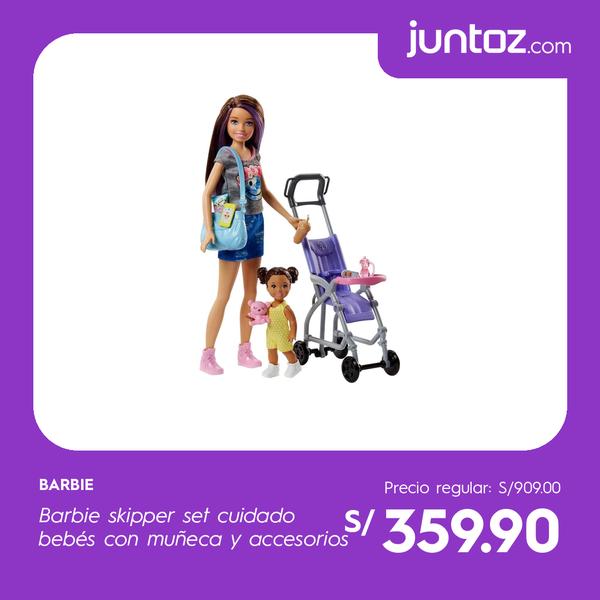 juntoz.com
BARBIE
Precio regular: S/909.00
Barbie skipper set cuidado
bebés con muñeca y accesorios
S/ 359.90